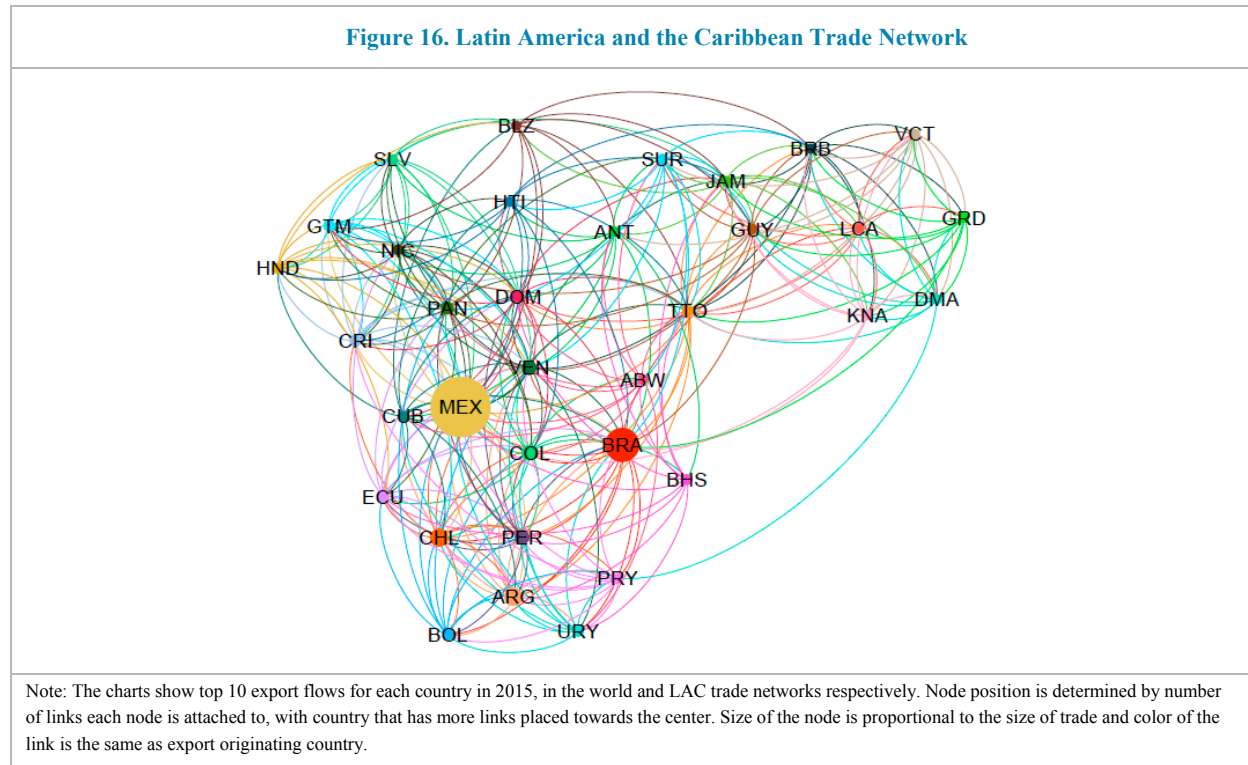 Figure 16. Latin America and the Caribbean Trade Network
BLZ
VCT
BRB
SLV
SUR
JAM
HTI
GRD
GTM
ANT
GUY
LCA
NIC
HND
DOM
DMA
PAN
TTO
KNA
CRI
VEN
ABW
MEX
CUB
BRA
COL
BHS
ECU
CHL
PER
PRY
ARG
BOL
URY
Note: The charts show top 10 export flows for each country in 2015, in the world and LAC trade networks respectively. Node position is determined by number
of links each node is attached to, with country that has more links placed towards the center. Size of the node is proportional to the size of trade and color of the
link is the same as export originating country.